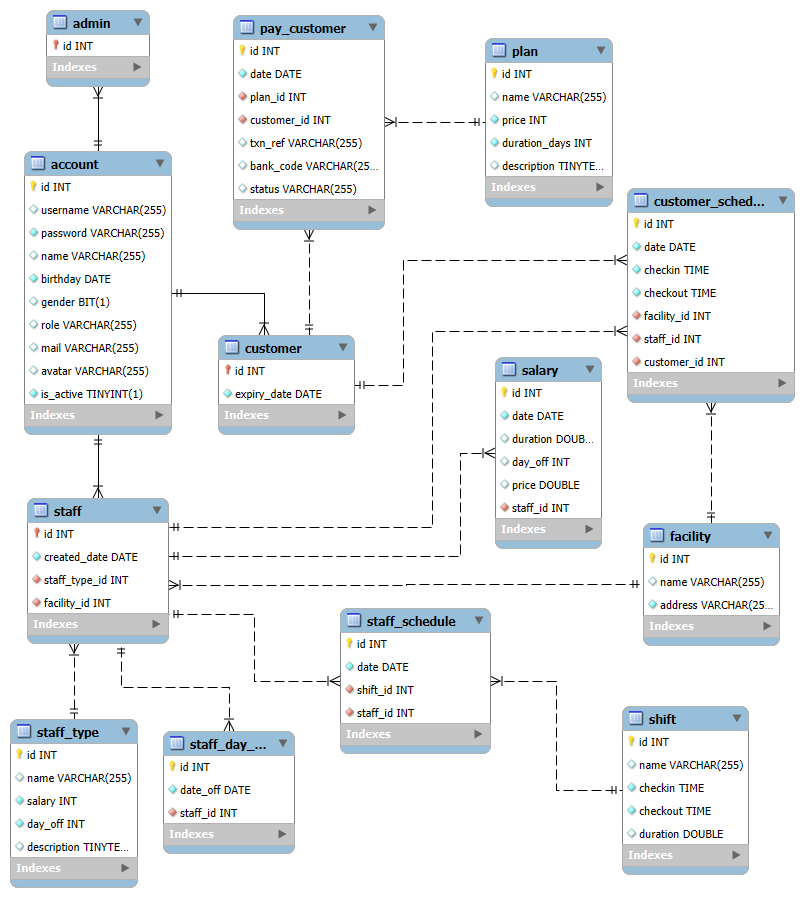 admin
id INT
Indexes
pay_customer
id INT
date DATE
plan_id INT
customer_id INT
txn_ref VARCHAR(255)
bank_code VARCHAR(25...
status VARCHAR(255)
Indexes
plan
id INT
name VARCHAR(255)
price INT
duration_days INT
description TINYTE...
Indexes
account
id INT
username VARCHAR(255)
password VARCHAR(255)
name VARCHAR(255)
birthday DATE
gender BIT(1)
role VARCHAR(255)
mail VARCHAR(255)
avatar VARCHAR(255)
is_active TINYINT(1)
Indexes
customer_sched...
id INT
date DATE
checkin TIME
checkout TIME
facility_id INT
staff_id INT
customer_id INT
Indexes
customer
id INT
expiry_date DATE
Indexes
salary
id INT
date DATE
duration DOUB...
day_off INT
price DOUBLE
staff_id INT
Indexes
staff
id INT
created_date DATE
staff_type_id INT
facility_id INT
Indexes
facility
id INT
name VARCHAR(255)
address VARCHAR(25...
Indexes
staff_schedule
id INT
date DATE
shift_id INT
staff_id INT
Indexes
staff_type
id INT
name VARCHAR(255)
salary INT
day_off INT
description TINYTE...
Indexes
staff_day_...
id INT
date_off DATE
staff_id INT
Indexes
shift
id INT
name VARCHAR(255)
checkin TIME
checkout TIME
duration DOUBLE
Indexes